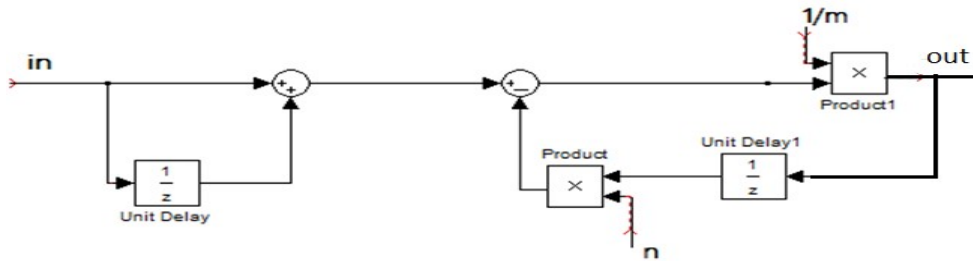 1/m
in
out
+
+
+
−
×
Product1
Unit Delay1
Product
1
z
Unit Delay
×
1
z
n